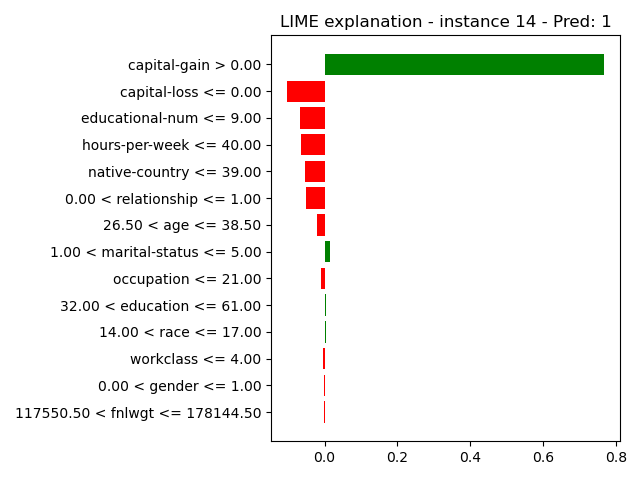 LIME explanation - instance 14 - Pred: 1
capital-gain > 0.00
capital-loss <= 0.00
educational-num <= 9.00
hours-per-week <= 40.00
native-country <= 39.00
0.00 < relationship <= 1.00
26.50 < age <= 38.50
1.00 < marital-status <= 5.00
occupation <= 21.00
32.00 < education <= 61.00
14.00 < race <= 17.00
workclass <= 4.00
0.00 < gender <= 1.00
117550.50 < fnlwgt <= 178144.50
0.0 0.2 0.4 0.6 0.8